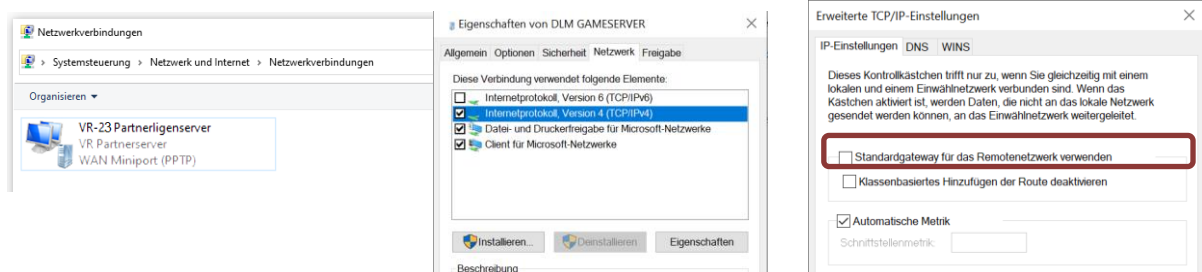 Netzwerkverbindungen
> Systemsteuerung > Netzwerk und Internet > Netzwerkverbindungen
Organisieren
VR-23 Partnerligenserver
VR Partnerserver
WAN Miniport (PPTP)
Eigenschaften von DLM GAMESERVER
Allgemein Optionen Sicherheit Netzwerk Freigabe
Diese Verbindung verwendet folgende Elemente:
Internetprotokoll, Version 6 (TCP/IPv6)
Internetprotokoll, Version 4 (TCP/IPv4)
Datei- und Druckerfreigabe für Microsoft-Netzwerke
Client für Microsoft-Netzwerke
Installieren... Deinstallieren Eigenschaften
Beschreibung
Erweiterte TCP/IP-Einstellungen
IP-Einstellungen DNS WINS
Dieses Kontrollkästchen trifft nur zu, wenn Sie gleichzeitig mit einem
lokalen und einem Einwählnetzwerk verbunden sind. Wenn das
Kästchen aktiviert ist, werden Daten, die nicht an das lokale Netzwerk
gesendet werden können, an das Einwählnetzwerk weitergeleitet.
Standardgateway für das Remotenetzwerk verwenden
Klassenbasiertes Hinzufügen der Route deaktivieren
Automatische Metrik
Schnittstellenmetrik: